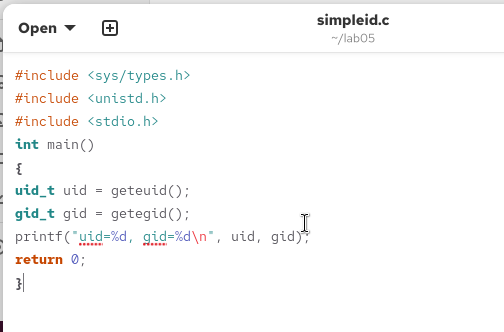 Open
simpleid.c
~/lab05
#include <sys/types.h>
#include <unistd.h>
#include <stdio.h>
int main()
{
uid_t uid = geteuid();
gid_t gid = getegid();
printf("uid=%d, gid=%d\n", uid, gid);
return 0;
}